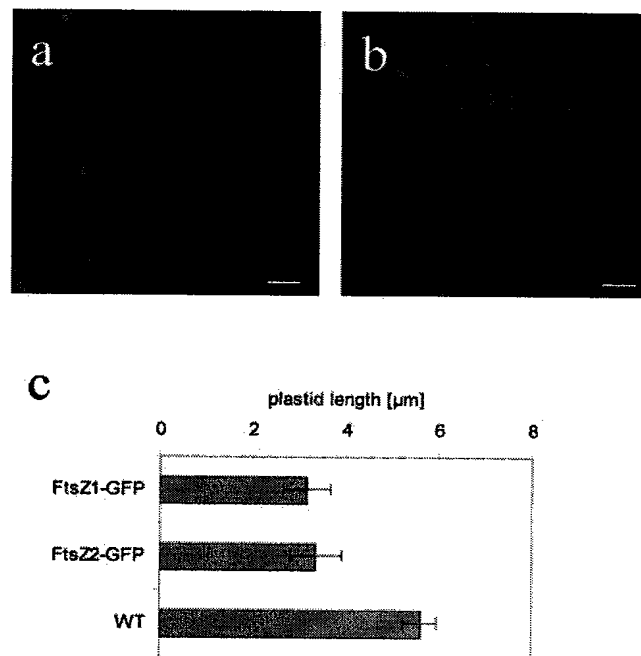 a
b
c
plastid length [µm]
0 2 4 6 8
FtsZ1-GFP
FtsZ2-GFP
WT